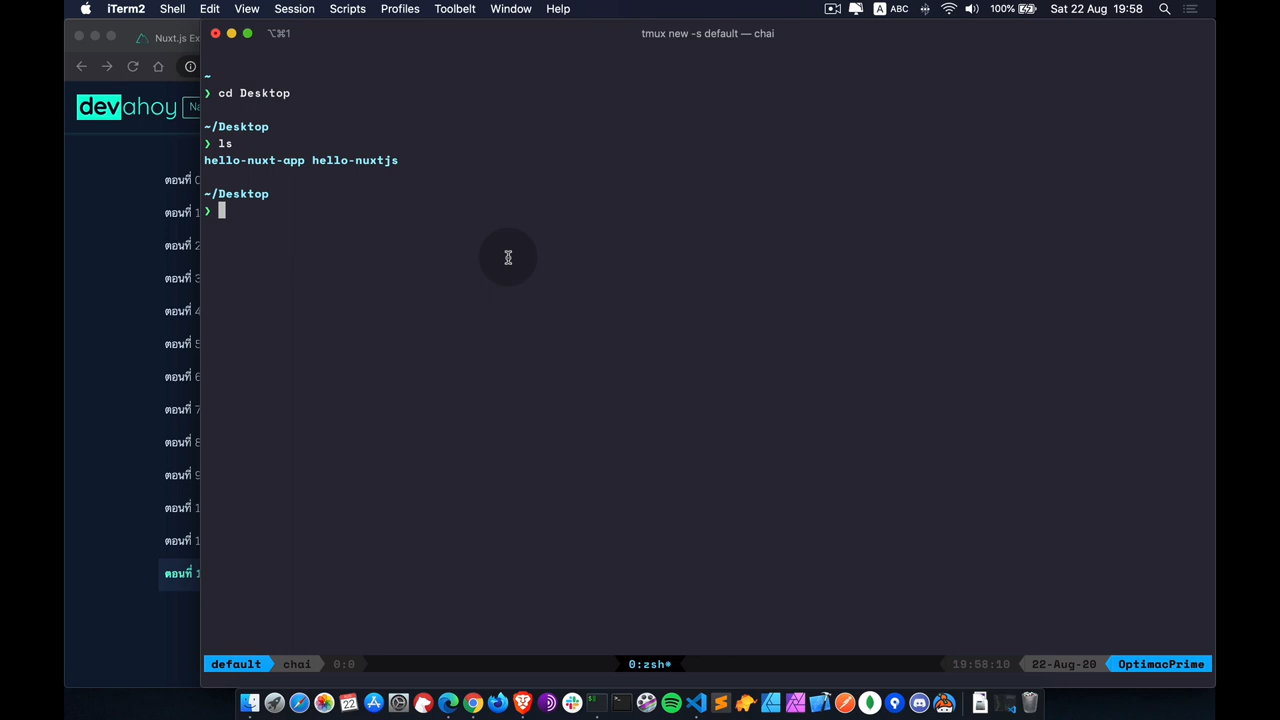 iTerm2 Shell Edit View Session Scripts Profiles Toolbelt Window Help
ABC 100% Sat 22 Aug 19:58
Nuxt.js Ex
⌥⌘1
tmux new -s default — chai
devahoy
Na
~
❯ cd Desktop
~/Desktop
❯ ls
hello-nuxt-app hello-nuxtjs
~/Desktop
❯
ตอนที่ 0
ตอนที่ 1
ตอนที่ 2
ตอนที่ 3
ตอนที่ 4
ตอนที่ 5
ตอนที่ 6
ตอนที่ 7
ตอนที่ 8
ตอนที่ 9
ตอนที่ 1
ตอนที่ 1
ตอนที่ 1
default chai 0:0 0:zsh* 19:58:10 22-Aug-20 OptimacPrime